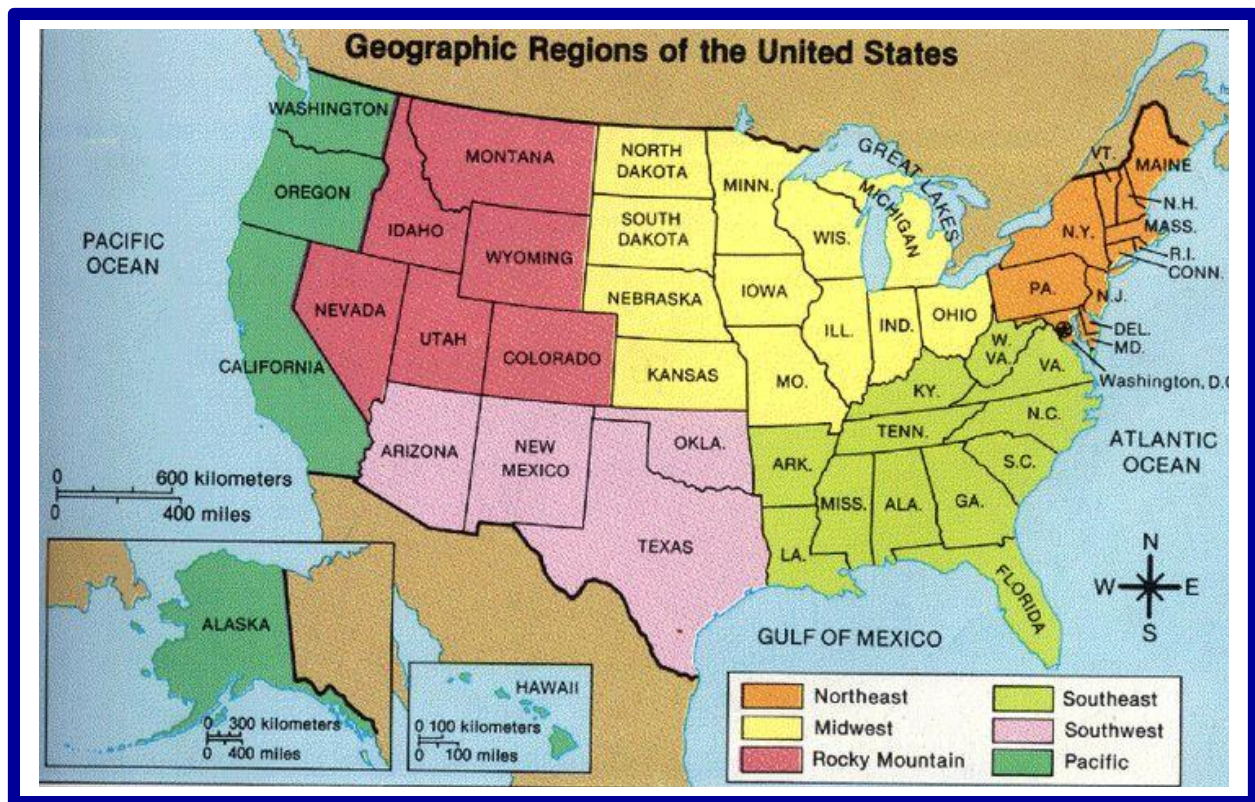 Geographic Regions of the United States
WASHINGTON
OREGON
CALIFORNIA
MONTANA
IDAHO
WYOMING
NEVADA
UTAH
COLORADO
NORTH
DAKOTA
SOUTH
DAKOTA
NEBRASKA
KANSAS
MINN.
IOWA
MO.
WIS.
ILL.
MICHIGAN
IND.
OHIO
GREAT LAKES
VT.
MAINE
N.H.
MASS.
R.I.
CONN.
N.Y.
PA.
N.J.
DEL.
MD.
Washington, D.C
W.
VA.
VA.
KY.
N.C.
TENN.
S.C.
ARK.
MISS.
ALA.
GA.
LA.
FLORIDA
ARIZONA
NEW
MEXICO
OKLA.
TEXAS
PACIFIC
OCEAN
ATLANTIC
OCEAN
GULF OF MEXICO
0 600 kilometers
0 400 miles
ALASKA
0 300 kilometers
0 400 miles
HAWAII
0 100 kilometers
0 100 miles
N
W E
S
Northeast
Midwest
Rocky Mountain
Southeast
Southwest
Pacific